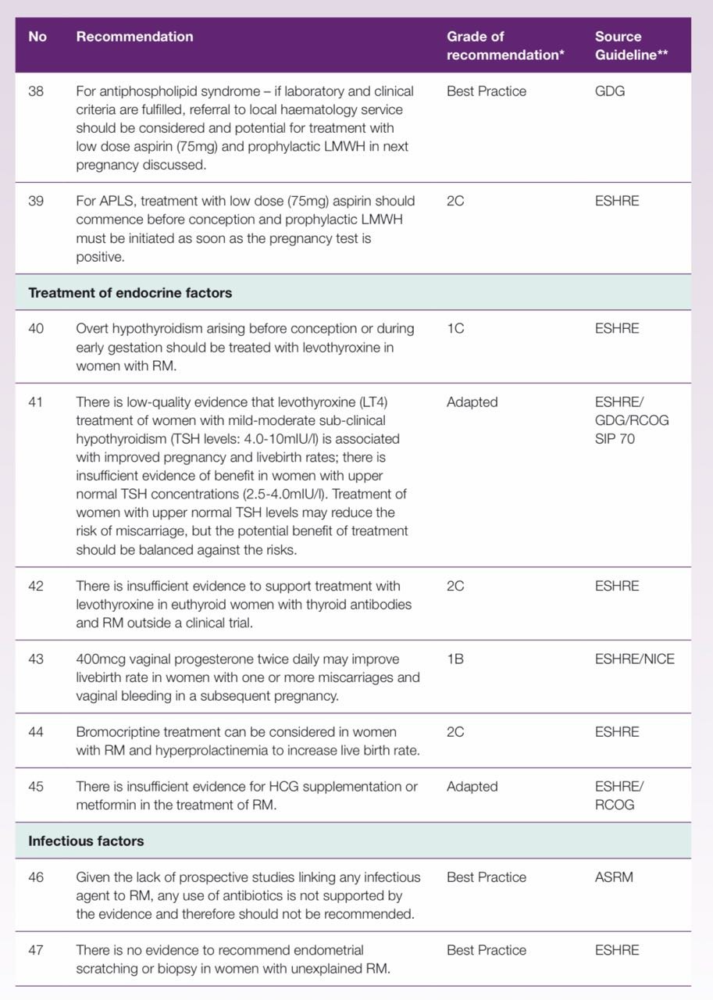 No Recommendation Grade of recommendation* Source Guideline**
38 For antiphospholipid syndrome – if laboratory and clinical Best Practice GDG
criteria are fulfilled, referral to local haematology service
should be considered and potential for treatment with
low dose aspirin (75mg) and prophylactic LMWH in next
pregnancy discussed.
39 For APLS, treatment with low dose (75mg) aspirin should 2C ESHRE
commence before conception and prophylactic LMWH
must be initiated as soon as the pregnancy test is
positive.
Treatment of endocrine factors
40 Overt hypothyroidism arising before conception or during 1C ESHRE
early gestation should be treated with levothyroxine in
women with RM.
41 There is low-quality evidence that levothyroxine (LT4) Adapted ESHRE/
treatment of women with mild-moderate sub-clinical GDG/RCOG
hypothyroidism (TSH levels: 4.0-10mIU/l) is associated SIP 70
with improved pregnancy and livebirth rates; there is
insufficient evidence of benefit in women with upper
normal TSH concentrations (2.5-4.0mIU/l). Treatment of
women with upper normal TSH levels may reduce the
risk of miscarriage, but the potential benefit of treatment
should be balanced against the risks.
42 There is insufficient evidence to support treatment with 2C ESHRE
levothyroxine in euthyroid women with thyroid antibodies
and RM outside a clinical trial.
43 400mcg vaginal progesterone twice daily may improve 1B ESHRE/NICE
livebirth rate in women with one or more miscarriages and
vaginal bleeding in a subsequent pregnancy.
44 Bromocriptine treatment can be considered in women 2C ESHRE
with RM and hyperprolactinemia to increase live birth rate.
45 There is insufficient evidence for HCG supplementation or Adapted ESHRE/
metformin in the treatment of RM. RCOG
Infectious factors
46 Given the lack of prospective studies linking any infectious Best Practice ASRM
agent to RM, any use of antibiotics is not supported by
the evidence and therefore should not be recommended.
47 There is no evidence to recommend endometrial Best Practice ESHRE
scratching or biopsy in women with unexplained RM.